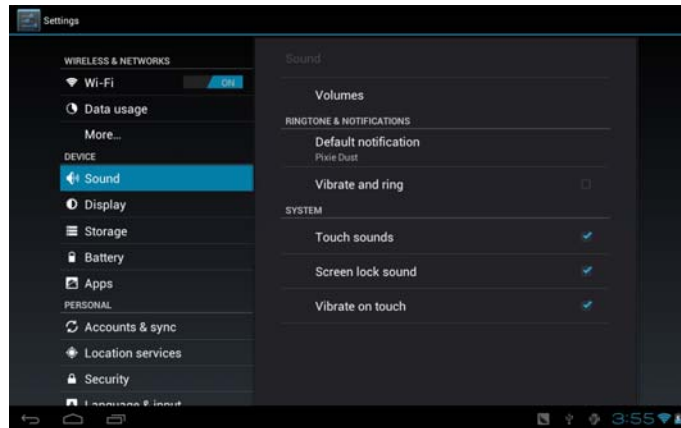 Settings
WIRELESS & NETWORKS
Wi-Fi ON
Data usage
More...
DEVICE
Sound
Display
Storage
Battery
Apps
PERSONAL
Accounts & sync
Location services
Security
Language & input
Sound
Volumes
RINGTONE & NOTIFICATIONS
Default notification
Pixie Dust
Vibrate and ring
SYSTEM
Touch sounds
Screen lock sound
Vibrate on touch
3:55